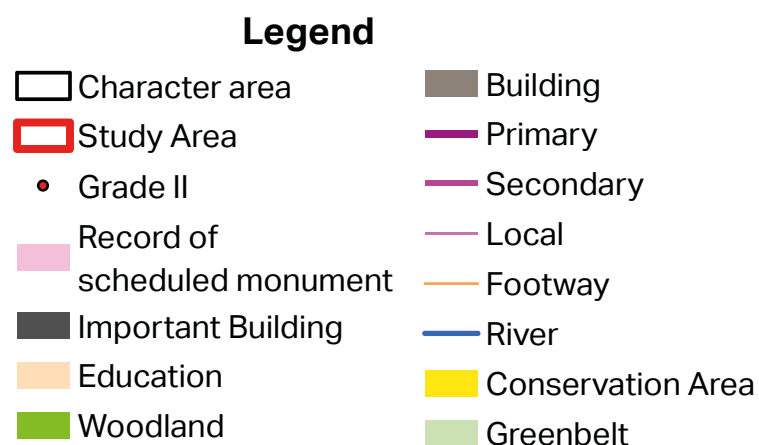 Legend
Character area
Study Area
Grade II
Record of
scheduled monument
Important Building
Education
Woodland
Building
Primary
Secondary
Local
Footway
River
Conservation Area
Greenbelt